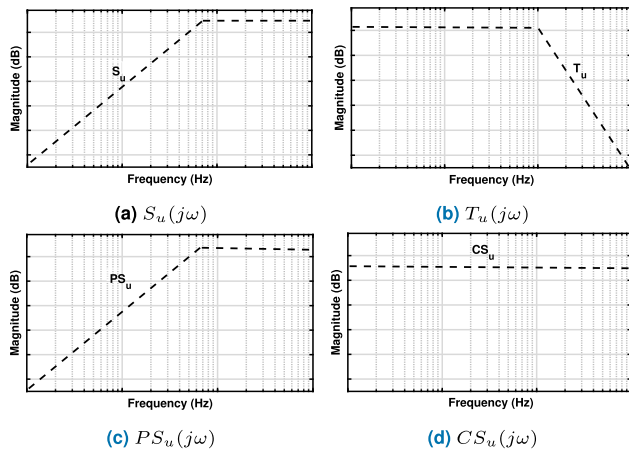 Magnitude (dB)
S_u
Frequency (Hz)
(a) S_u(jω)
Magnitude (dB)
T_u
Frequency (Hz)
(b) T_u(jω)
Magnitude (dB)
PS_u
Frequency (Hz)
(c) PS_u(jω)
Magnitude (dB)
CS_u
Frequency (Hz)
(d) CS_u(jω)